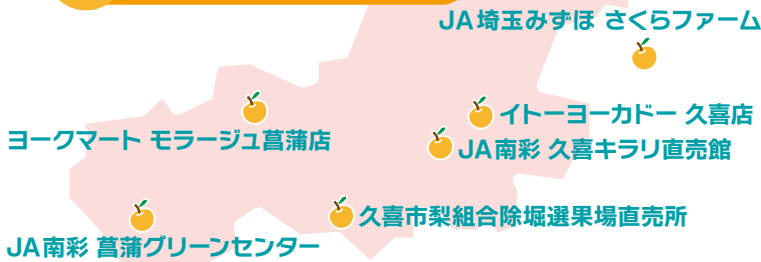 JA埼玉みずほ さくらファーム
イトーヨーカドー 久喜店
ヨークマート モラージュ菖蒲店
JA南彩 久喜キラリ直売館
久喜市梨組合除堀選果場直売所
JA南彩 菖蒲グリーンセンター